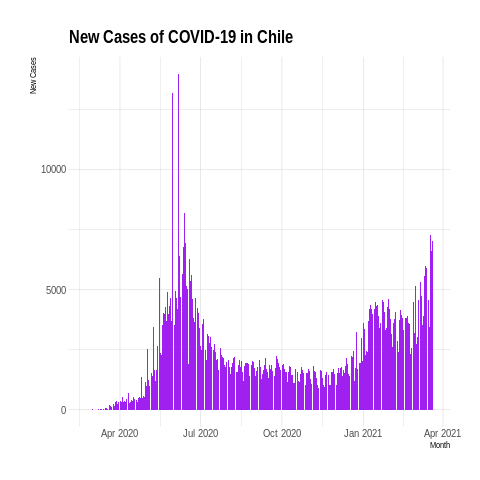 New Cases of COVID-19 in Chile
New Cases
10000
5000
0
Apr 2020
Jul 2020
Oct 2020
Jan 2021
Apr 2021
Month